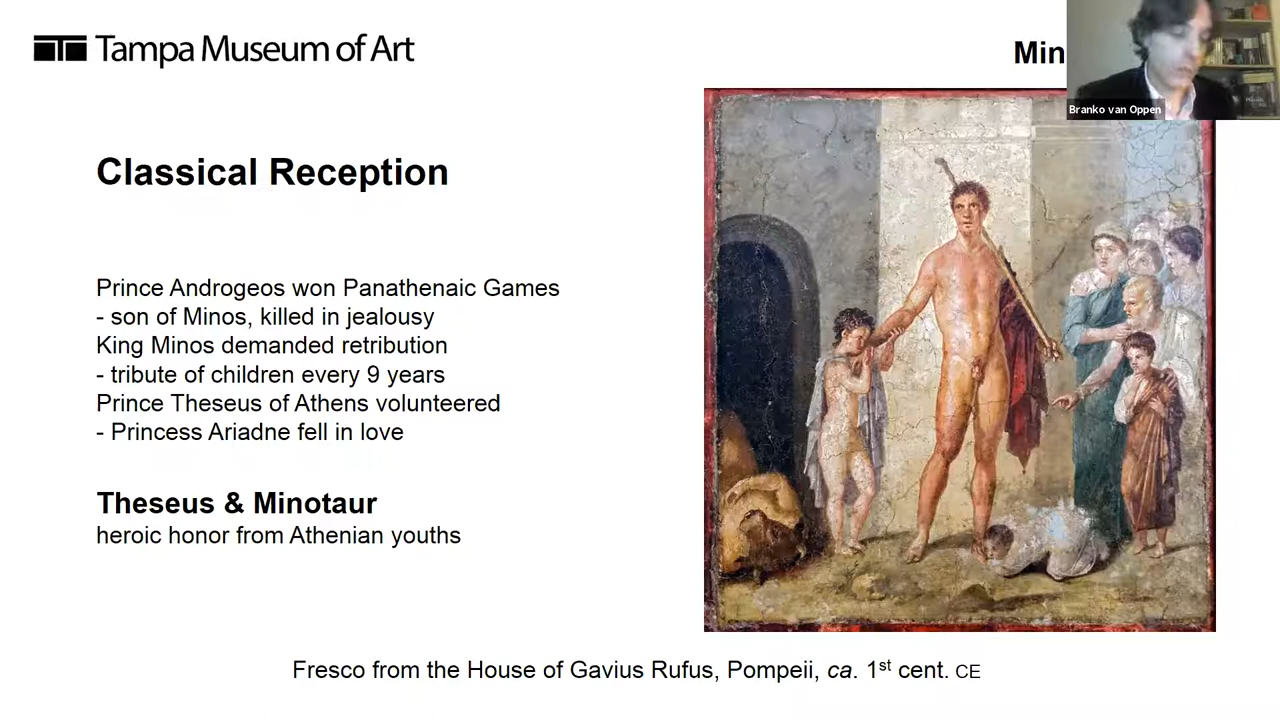 Tampa Museum of Art
Min
Branko van Oppen
Classical Reception
Prince Androgeos won Panathenaic Games
- son of Minos, killed in jealousy
King Minos demanded retribution
- tribute of children every 9 years
Prince Theseus of Athens volunteered
- Princess Ariadne fell in love
Theseus & Minotaur
heroic honor from Athenian youths
Fresco from the House of Gavius Rufus, Pompeii, ca. 1st cent. CE